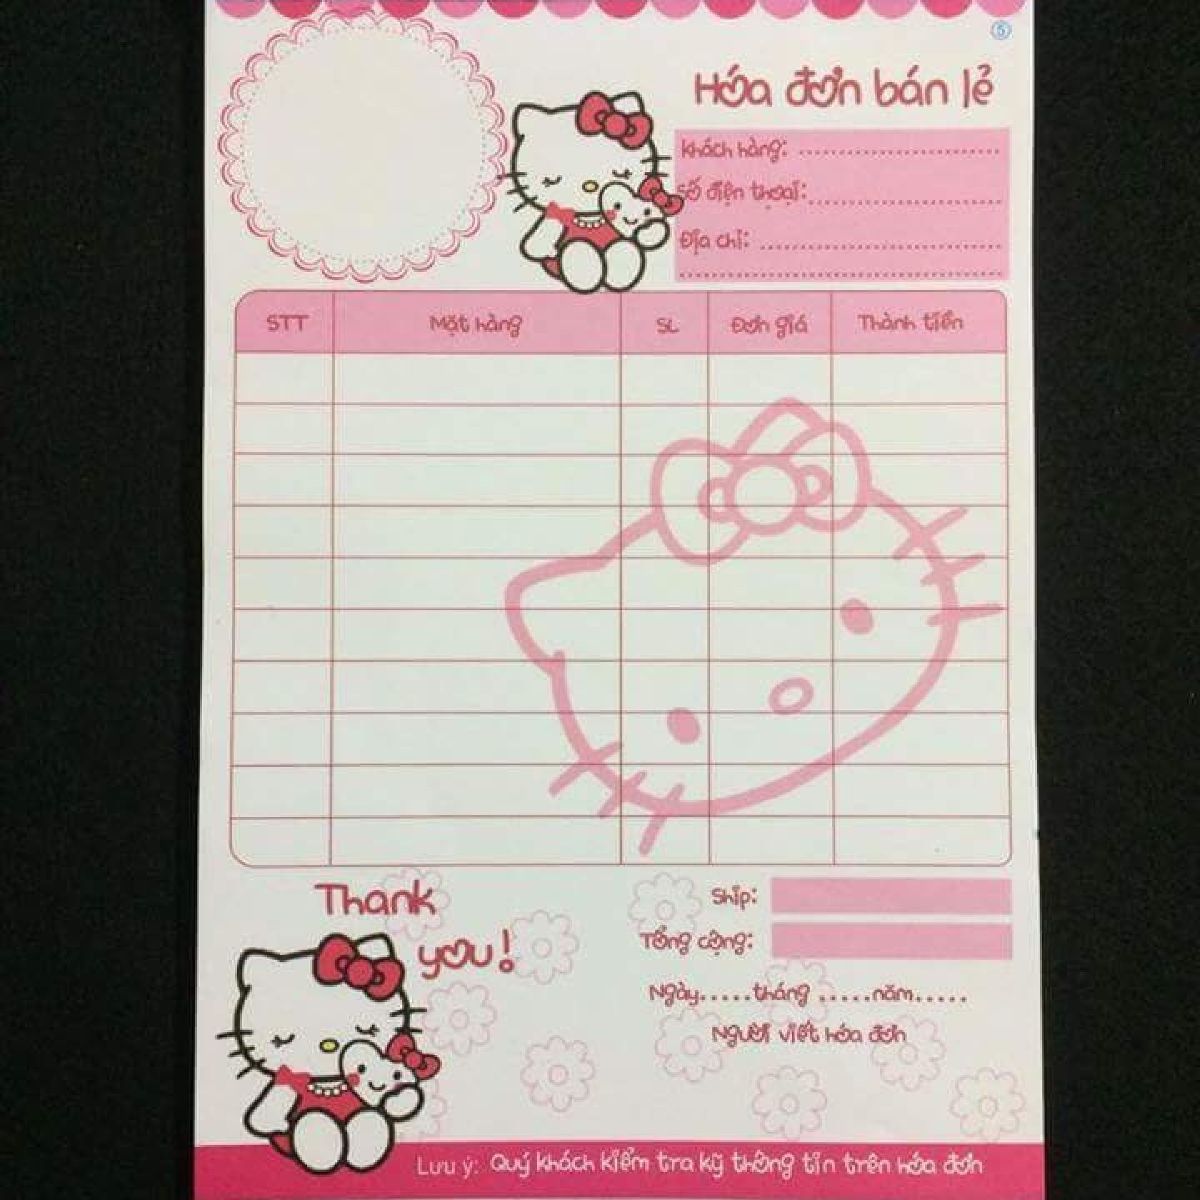 ⑤
Hóa đơn bán lẻ
Khách hàng: ..............................
Số điện thoại: ..............................
Địa chỉ: ..............................
STT Mặt hàng SL Đơn giá Thành tiền
Thank
you!
Ship:
Tổng cộng:
Ngày.....tháng .....năm.....
Người viết hóa đơn
Lưu ý: Quý khách kiểm tra kỹ thông tin trên hóa đơn